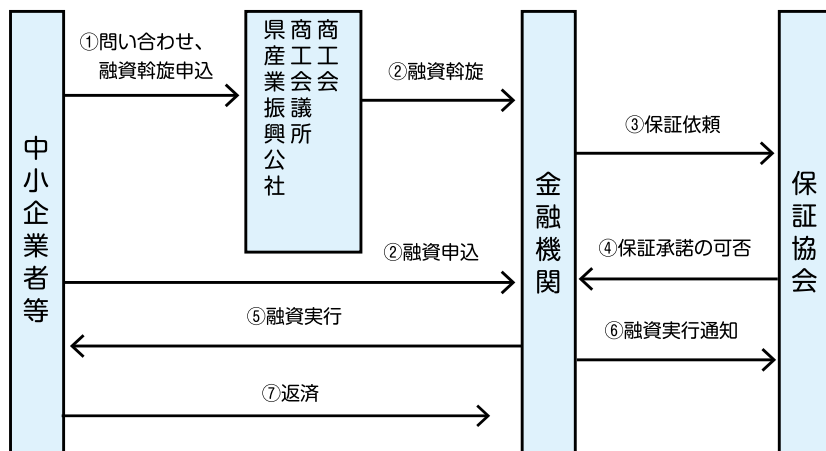 ①問い合わせ、
融資斡旋申込
商工会
商工会議所
県産業振興公社
②融資斡旋
③保証依頼
中小企業者等
金融機関
保証協会
②融資申込
④保証承諾の可否
⑤融資実行
⑥融資実行通知
⑦返済